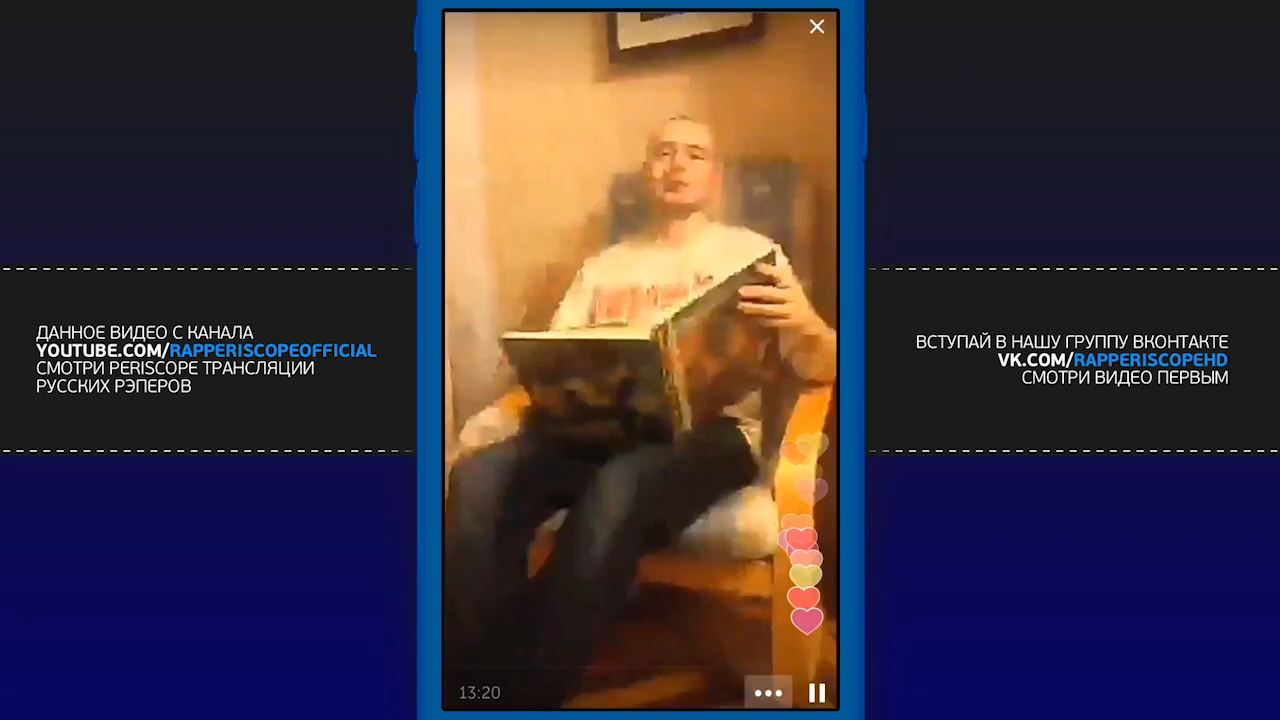 ДАННОЕ ВИДЕО С КАНАЛА
YOUTUBE.COM/RAPPERISCOPEOFFICIAL
СМОТРИ PERISCOPE ТРАНСЛЯЦИИ
РУССКИХ РЭПЕРОВ
ВСТУПАЙ В НАШУ ГРУППУ ВКОНТАКТЕ
VK.COM/RAPPERISCOPEHD
СМОТРИ ВИДЕО ПЕРВЫМ
13:20